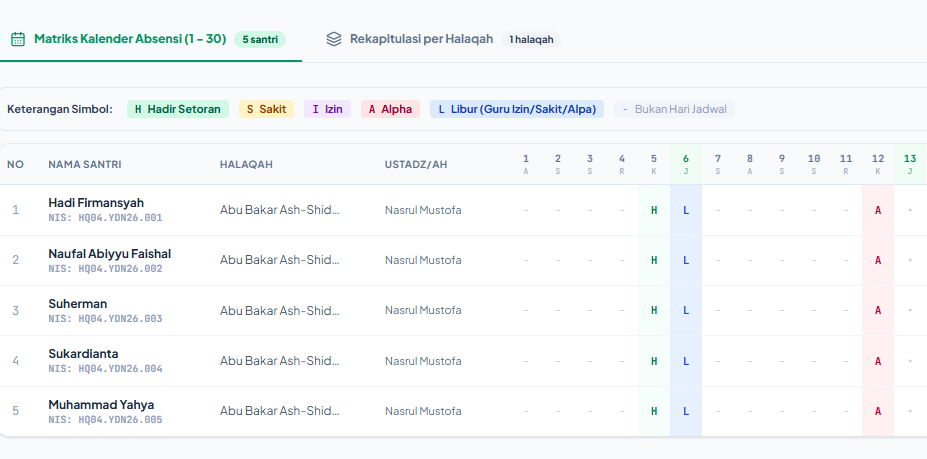 Matriks Kalender Absensi (1 - 30) 5 santri Rekapitulasi per Halaqah 1 halaqah
Keterangan Simbol: H Hadir Setoran S Sakit I Izin A Alpha L Libur (Guru Izin/Sakit/Alpa) - Bukan Hari Jadwal
NO NAMA SANTRI HALAQAH USTADZ/AH 1 2 3 4 5 6 7 8 9 10 11 12 13
A S S R K J S A S S R K J
1 Hadi Firmansyah Abu Bakar Ash-Shid... Nasrul Mustofa - - - - H L - - - - - A •
NIS: HQ04.YDN26.001
2 Naufal Abiyyu Faishal Abu Bakar Ash-Shid... Nasrul Mustofa - - - - H L - - - - - A •
NIS: HQ04.YDN26.002
3 Suherman Abu Bakar Ash-Shid... Nasrul Mustofa - - - - H L - - - - - A •
NIS: HQ04.YDN26.003
4 Sukardianta Abu Bakar Ash-Shid... Nasrul Mustofa - - - - H L - - - - - A •
NIS: HQ04.YDN26.004
5 Muhammad Yahya Abu Bakar Ash-Shid... Nasrul Mustofa - - - - H L - - - - - A •
NIS: HQ04.YDN26.005